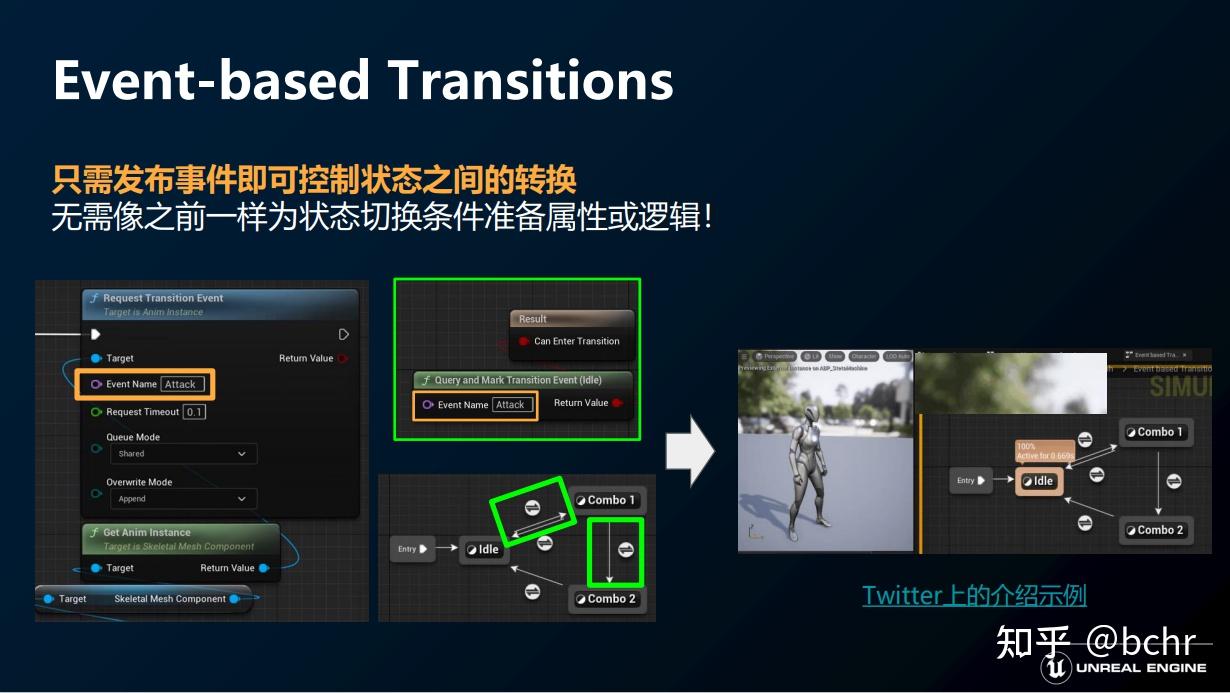 Event-based Transitions
只需发布事件即可控制状态之间的转换
无需像之前一样为状态切换条件准备属性或逻辑！
Request Transition Event
Target is Anim Instance
Target
Return Value
Event Name Attack
Request Timeout 0.1
Queue Mode
Shared
Overwrite Mode
Append
Get Anim Instance
Target is Skeletal Mesh Component
Target Return Value
Target Skeletal Mesh Component
Result
Can Enter Transition
Query and Mark Transition Event (Idle)
Event Name Attack Return Value
Combo 1
Entry
Idle
Combo 2
Perspective Lit Show Character LOD Auto
Event based Tra...
Event based Transitio
SIMU
100%
Active for 0.669s
Combo 1
Entry
Idle
Combo 2
Twitter上的介绍示例
知乎 @bchr
UNREAL ENGINE